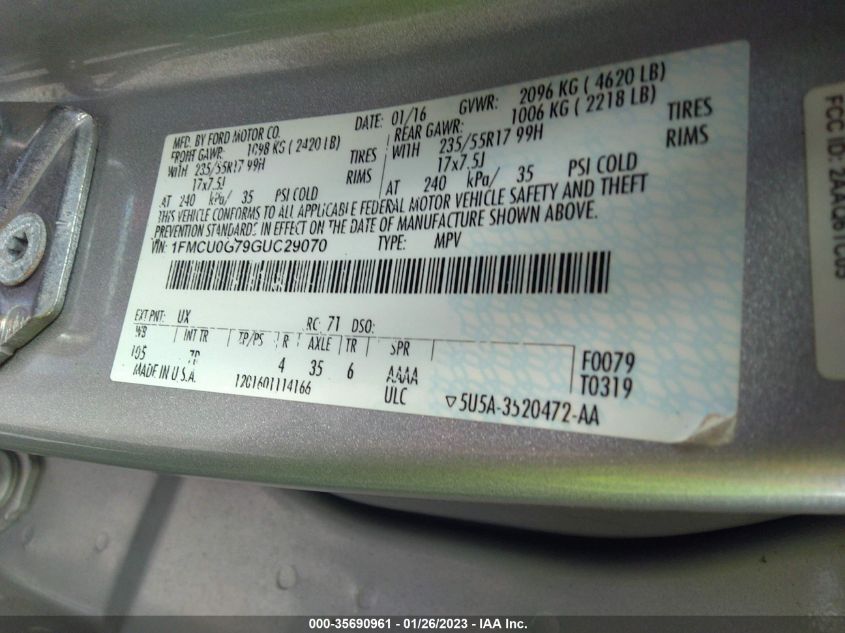 MFD. BY FORD MOTOR CO. DATE: 01/16 GVWR: 2096 KG ( 4620 LB)
FRONT GAWR: 1098 KG ( 2420 LB) REAR GAWR: 1006 KG ( 2218 LB)
WITH 235/55R17 99H TIRES WITH 235/55R17 99H TIRES
17x7.5J RIMS 17x7.5J RIMS
AT 240 kPa/ 35 PSI COLD AT 240 kPa/ 35 PSI COLD
THIS VEHICLE CONFORMS TO ALL APPLICABLE FEDERAL MOTOR VEHICLE SAFETY AND THEFT
PREVENTION STANDARDS IN EFFECT ON THE DATE OF MANUFACTURE SHOWN ABOVE.
VIN: 1FMCU0G79GUC29070 TYPE: MPV
EXT PNT: UX RC: 71 DSO:
WB INT TR TP/PS R AXLE TR SPR
105 4 35 6 AAAA F0079
MADE IN U.S.A. ULC T0319
▽5U5A-3520472-AA
FCC ID:
000-35690961 — 01/26/2023 — IAA Inc.